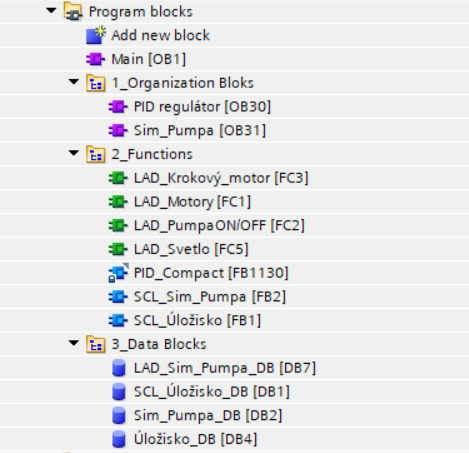 Program blocks
Add new block
Main [OB1]
1_Organization Bloks
PID regulátor [OB30]
Sim_Pumpa [OB31]
2_Functions
LAD_Krokový_motor [FC3]
LAD_Motory [FC1]
LAD_PumpaON/OFF [FC2]
LAD_Svetlo [FC5]
PID_Compact [FB1130]
SCL_Sim_Pumpa [FB2]
SCL_Úložisko [FB1]
3_Data Blocks
LAD_Sim_Pumpa_DB [DB7]
SCL_Úložisko_DB [DB1]
Sim_Pumpa_DB [DB2]
Úložisko_DB [DB4]